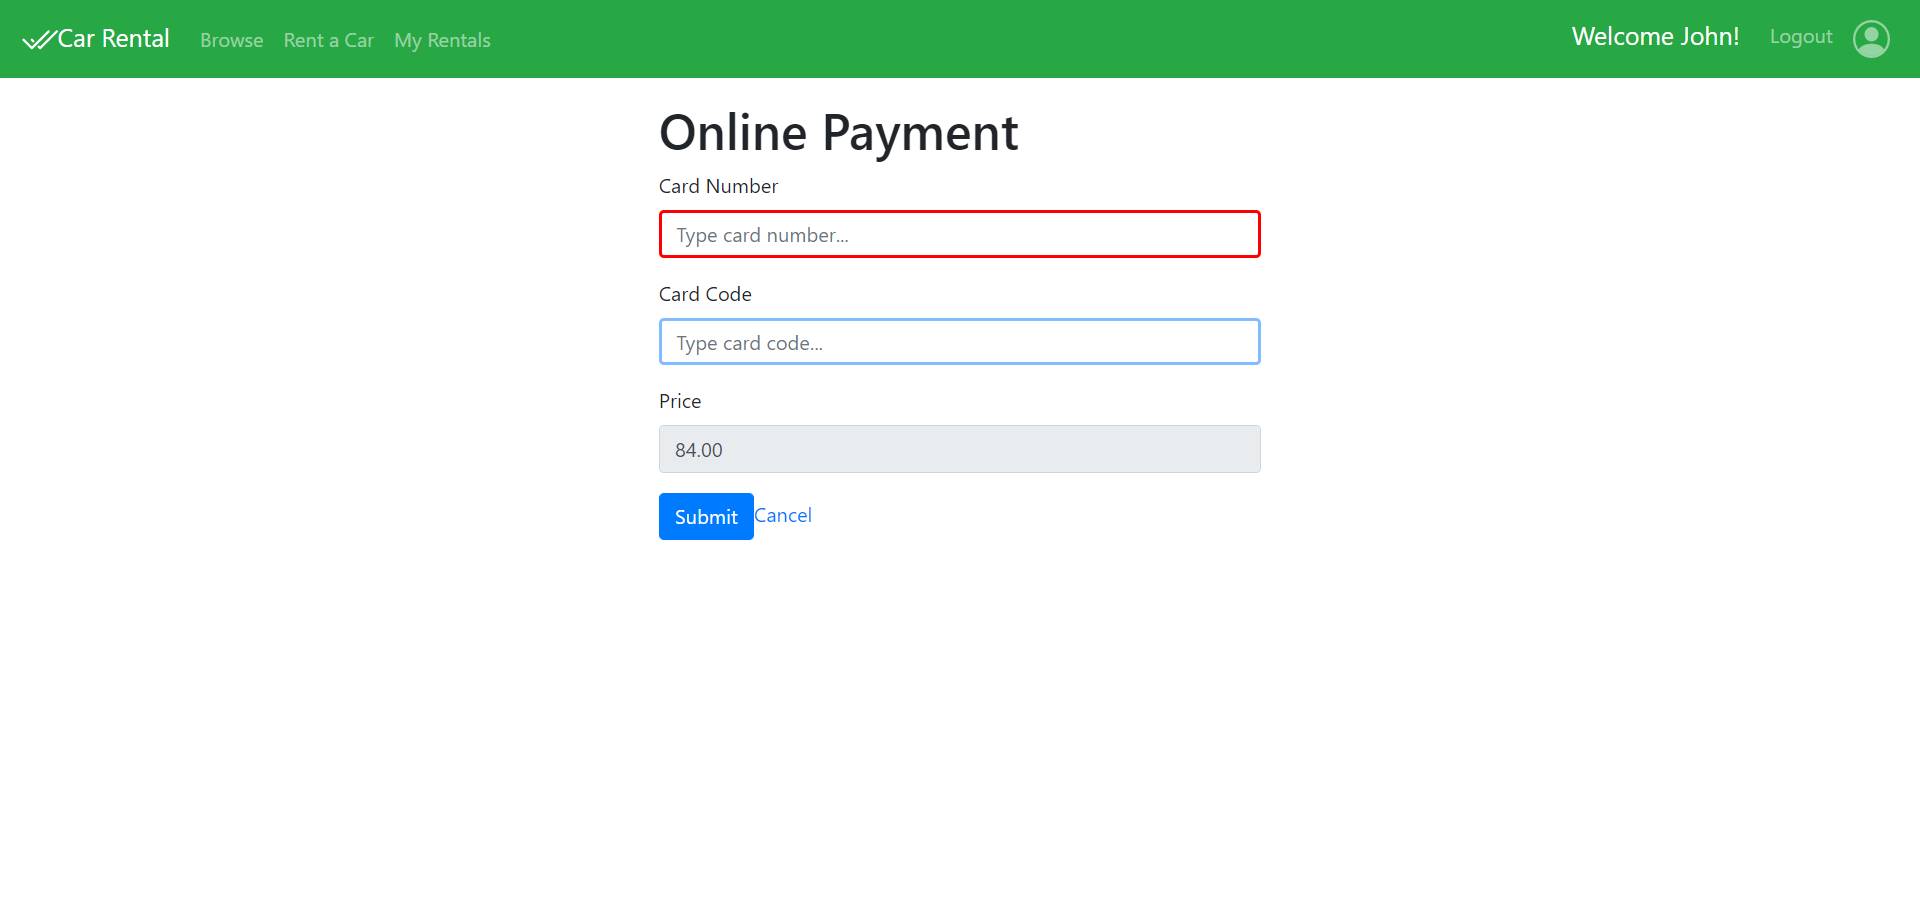 Car Rental Browse Rent a Car My Rentals Welcome John! Logout
Online Payment
Card Number
Type card number...
Card Code
Type card code...
Price
84.00
Submit Cancel